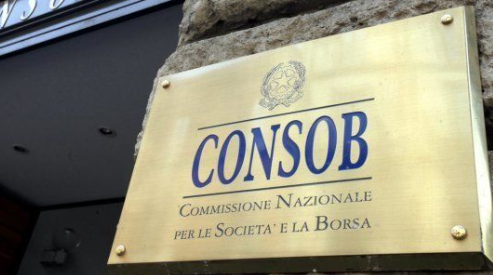 CONSOB
COMMISSIONE NAZIONALE
PER LE SOCIETA' E LA BORSA